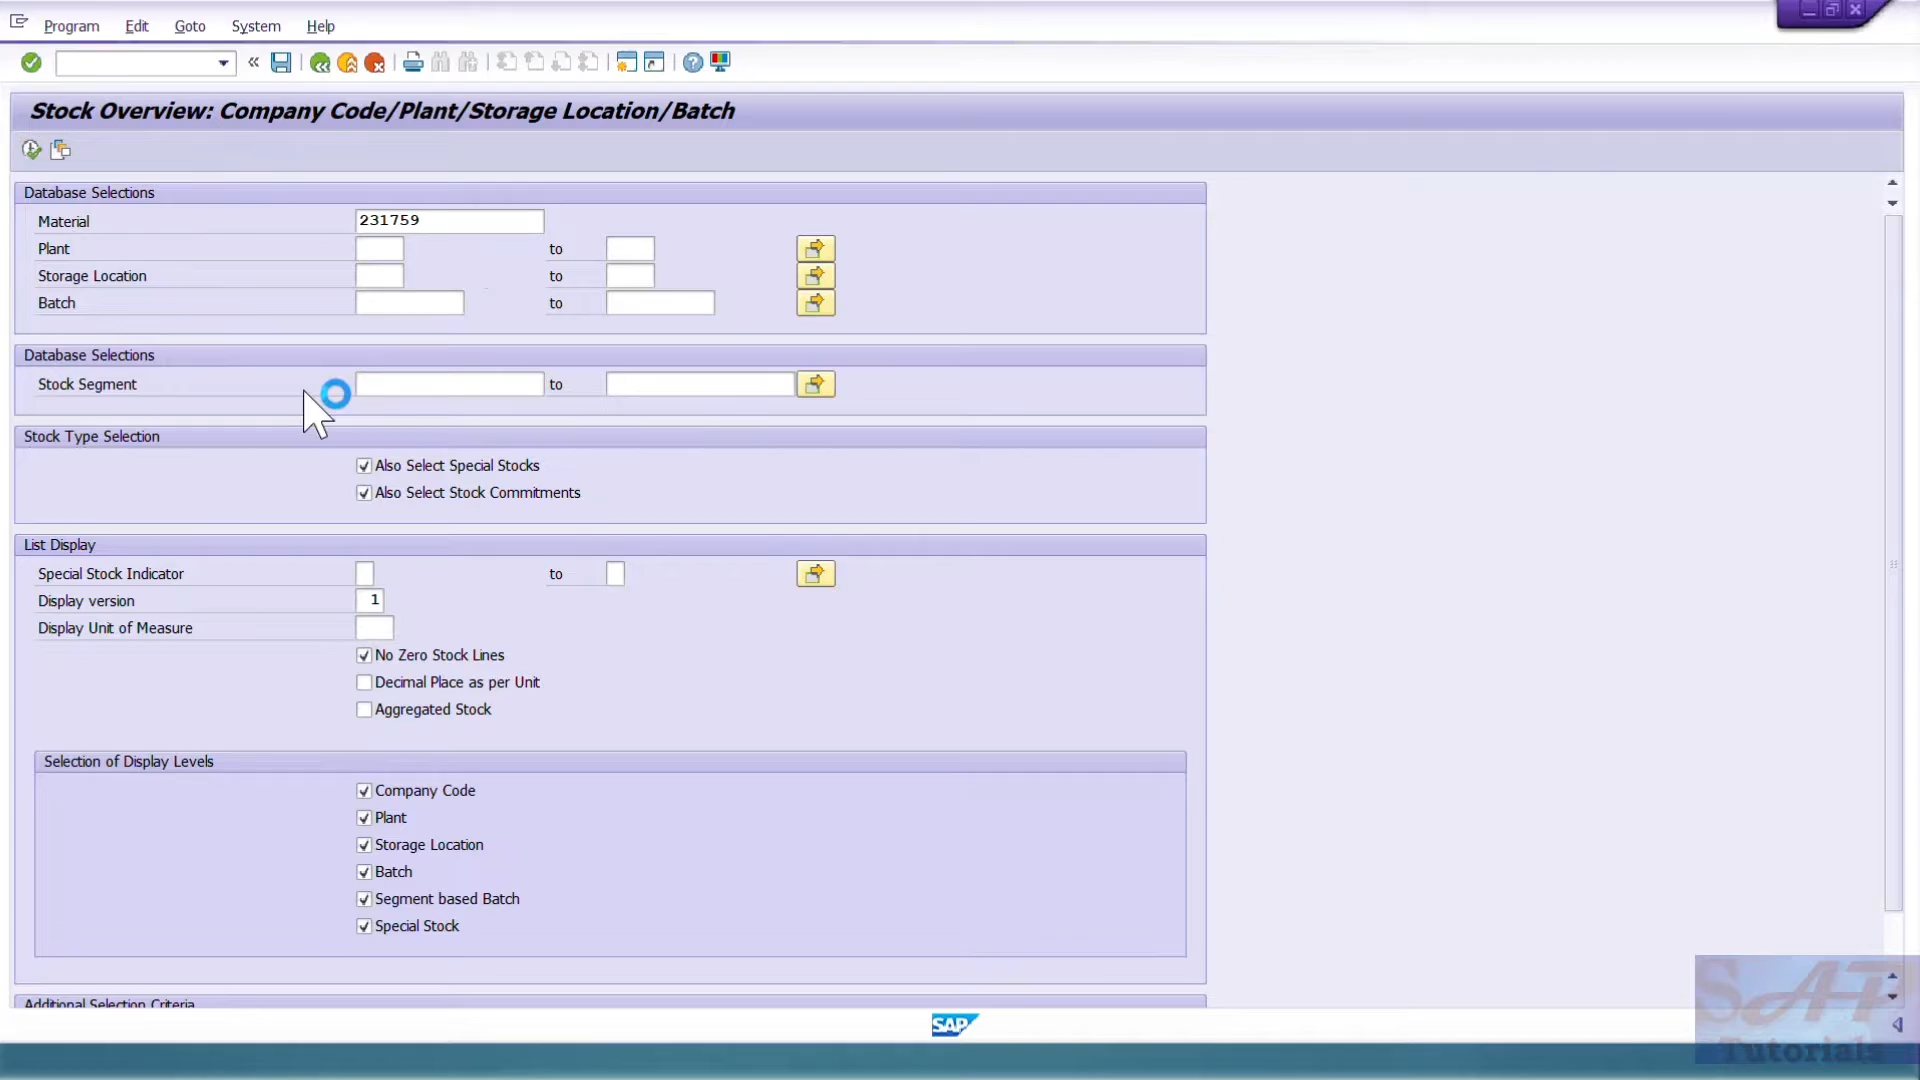 Program Edit Goto System Help
Stock Overview: Company Code/Plant/Storage Location/Batch
Database Selections
Material 231759
Plant to
Storage Location to
Batch to
Database Selections
Stock Segment to
Stock Type Selection
Also Select Special Stocks
Also Select Stock Commitments
List Display
Special Stock Indicator to
Display version 1
Display Unit of Measure
No Zero Stock Lines
Decimal Place as per Unit
Aggregated Stock
Selection of Display Levels
Company Code
Plant
Storage Location
Batch
Segment based Batch
Special Stock
Additional Selection Criteria
SAP
SAP
Tutorials